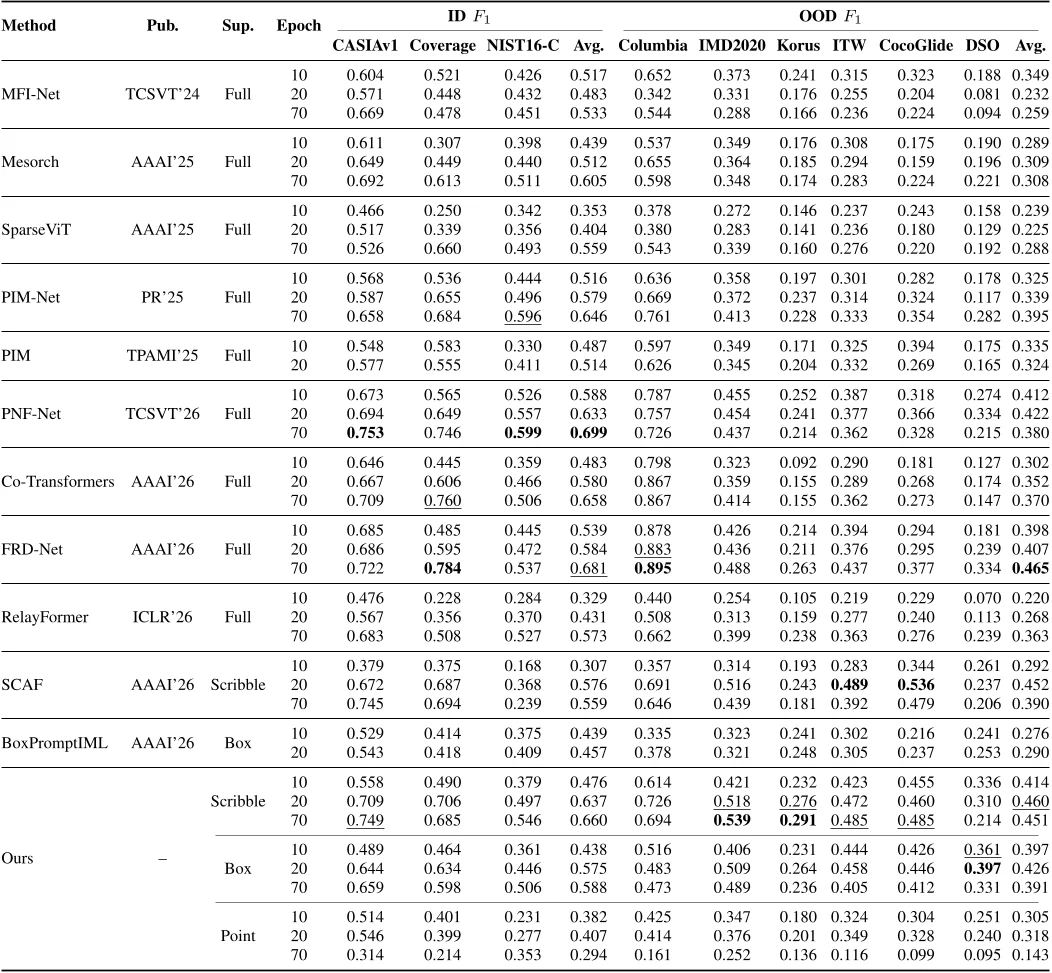 Method Pub. Sup. Epoch ID F1 OOD F1
CASIAv1 Coverage NIST16-C Avg. Columbia IMD2020 Korus ITW CocoGlide DSO Avg.
10 0.604 0.521 0.426 0.517 0.652 0.373 0.241 0.315 0.323 0.188 0.349
MFI-Net TCSVT'24 Full 20 0.571 0.448 0.432 0.483 0.342 0.331 0.176 0.255 0.204 0.081 0.232
70 0.669 0.478 0.451 0.533 0.544 0.288 0.166 0.236 0.224 0.094 0.259
10 0.611 0.307 0.398 0.439 0.537 0.349 0.176 0.308 0.175 0.190 0.289
Mesorch AAAI'25 Full 20 0.649 0.449 0.440 0.512 0.655 0.364 0.185 0.294 0.159 0.196 0.309
70 0.692 0.613 0.511 0.605 0.598 0.348 0.174 0.283 0.224 0.221 0.308
10 0.466 0.250 0.342 0.353 0.378 0.272 0.146 0.237 0.243 0.158 0.239
SparseViT AAAI'25 Full 20 0.517 0.339 0.356 0.404 0.380 0.283 0.141 0.236 0.180 0.129 0.225
70 0.526 0.660 0.493 0.559 0.543 0.339 0.160 0.276 0.220 0.192 0.288
10 0.568 0.536 0.444 0.516 0.636 0.358 0.197 0.301 0.282 0.178 0.325
PIM-Net PR'25 Full 20 0.587 0.655 0.496 0.579 0.669 0.372 0.237 0.314 0.324 0.117 0.339
70 0.658 0.684 0.596 0.646 0.761 0.413 0.228 0.333 0.354 0.282 0.395
10 0.548 0.583 0.330 0.487 0.597 0.349 0.171 0.325 0.394 0.175 0.335
PIM TPAMI'25 Full
20 0.577 0.555 0.411 0.514 0.626 0.345 0.204 0.332 0.269 0.165 0.324
10 0.673 0.565 0.526 0.588 0.787 0.455 0.252 0.387 0.318 0.274 0.412
PNF-Net TCSVT'26 Full 20 0.694 0.649 0.557 0.633 0.757 0.454 0.241 0.377 0.366 0.334 0.422
70 0.753 0.746 0.599 0.699 0.726 0.437 0.214 0.362 0.328 0.215 0.380
10 0.646 0.445 0.359 0.483 0.798 0.323 0.092 0.290 0.181 0.127 0.302
Co-Transformers AAAI'26 Full 20 0.667 0.606 0.466 0.580 0.867 0.359 0.155 0.289 0.268 0.174 0.352
70 0.709 0.760 0.506 0.658 0.867 0.414 0.155 0.362 0.273 0.147 0.370
10 0.685 0.485 0.445 0.539 0.878 0.426 0.214 0.394 0.294 0.181 0.398
FRD-Net AAAI'26 Full 20 0.686 0.595 0.472 0.584 0.883 0.436 0.211 0.376 0.295 0.239 0.407
70 0.722 0.784 0.537 0.681 0.895 0.488 0.263 0.437 0.377 0.334 0.465
10 0.476 0.228 0.284 0.329 0.440 0.254 0.105 0.219 0.229 0.070 0.220
RelayFormer ICLR'26 Full 20 0.567 0.356 0.370 0.431 0.508 0.313 0.159 0.277 0.240 0.113 0.268
70 0.683 0.508 0.527 0.573 0.662 0.399 0.238 0.363 0.276 0.239 0.363
10 0.379 0.375 0.168 0.307 0.357 0.314 0.193 0.283 0.344 0.261 0.292
SCAF AAAI'26 Scribble 20 0.672 0.687 0.368 0.576 0.691 0.516 0.243 0.489 0.536 0.237 0.452
70 0.745 0.694 0.239 0.559 0.646 0.439 0.181 0.392 0.479 0.206 0.390
10 0.529 0.414 0.375 0.439 0.335 0.323 0.241 0.302 0.216 0.241 0.276
BoxPromptIML AAAI'26 Box
20 0.543 0.418 0.409 0.457 0.378 0.321 0.248 0.305 0.237 0.253 0.290
10 0.558 0.490 0.379 0.476 0.614 0.421 0.232 0.423 0.455 0.336 0.414
Scribble 20 0.709 0.706 0.497 0.637 0.726 0.518 0.276 0.472 0.460 0.310 0.460
70 0.749 0.685 0.546 0.660 0.694 0.539 0.291 0.485 0.485 0.214 0.451
10 0.489 0.464 0.361 0.438 0.516 0.406 0.231 0.444 0.426 0.361 0.397
Ours –
Box 20 0.644 0.634 0.446 0.575 0.483 0.509 0.264 0.458 0.446 0.397 0.426
70 0.659 0.598 0.506 0.588 0.473 0.489 0.236 0.405 0.412 0.331 0.391
10 0.514 0.401 0.231 0.382 0.425 0.347 0.180 0.324 0.304 0.251 0.305
Point 20 0.546 0.399 0.277 0.407 0.414 0.376 0.201 0.349 0.328 0.240 0.318
70 0.314 0.214 0.353 0.294 0.161 0.252 0.136 0.116 0.099 0.095 0.143